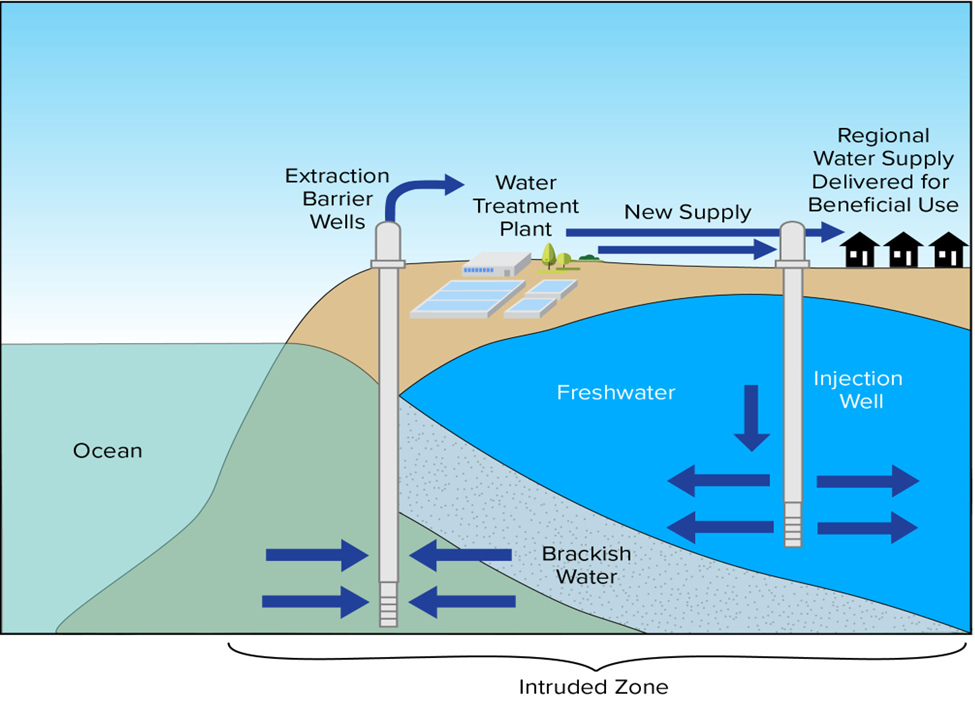 Extraction
Barrier
Wells
Water
Treatment
Plant
New Supply
Regional
Water Supply
Delivered for
Beneficial Use
Freshwater
Injection
Well
Ocean
Brackish
Water
Intruded Zone